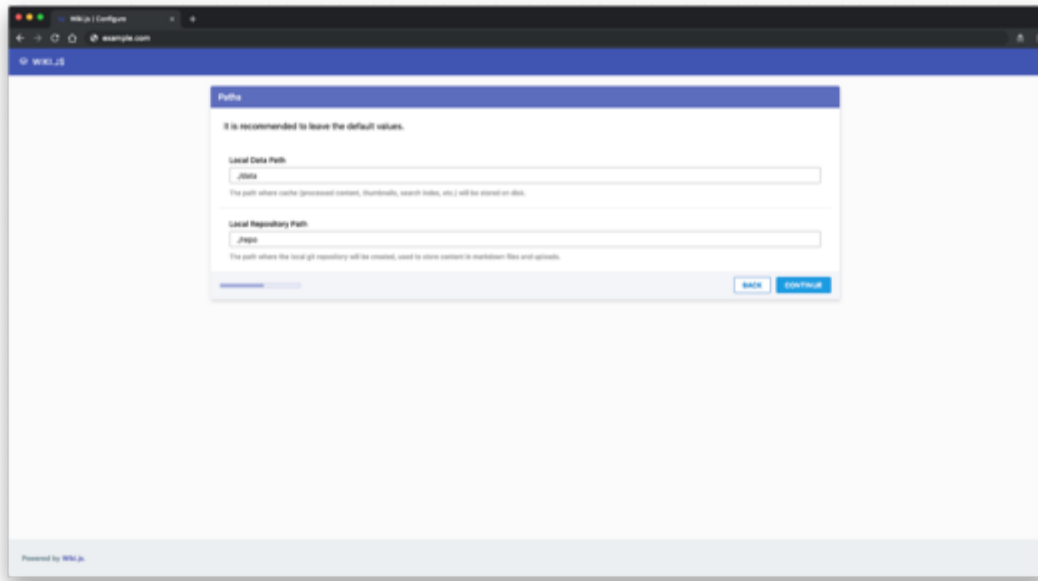 Wiki.js | Configure
example.com
WIKI.JS
Paths
It is recommended to leave the default values.
Local Data Path
./data
The path where cache (processed content, thumbnails, search index, etc.) will be stored on disk.
Local Repository Path
./repo
The path where the local git repository will be created, used to store content in markdown files and uploads.
BACK
CONTINUE
Powered by Wiki.js.